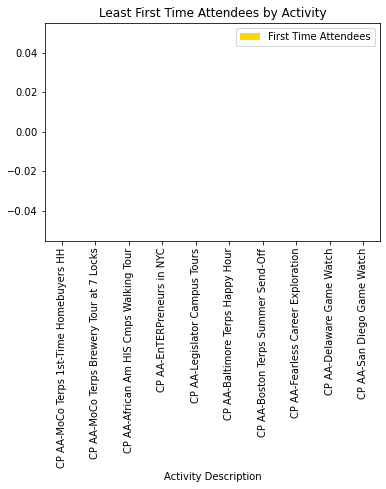 Least First Time Attendees by Activity
First Time Attendees
0.04
0.02
0.00
−0.02
−0.04
CP AA-MoCo Terps 1st-Time Homebuyers HH
CP AA-MoCo Terps Brewery Tour at 7 Locks
CP AA-African Am HIS Cmps Walking Tour
CP AA-EnTERPreneurs in NYC
CP AA-Legislator Campus Tours
CP AA-Baltimore Terps Happy Hour
CP AA-Boston Terps Summer Send-Off
CP AA-Fearless Career Exploration
CP AA-Delaware Game Watch
CP AA-San Diego Game Watch
Activity Description